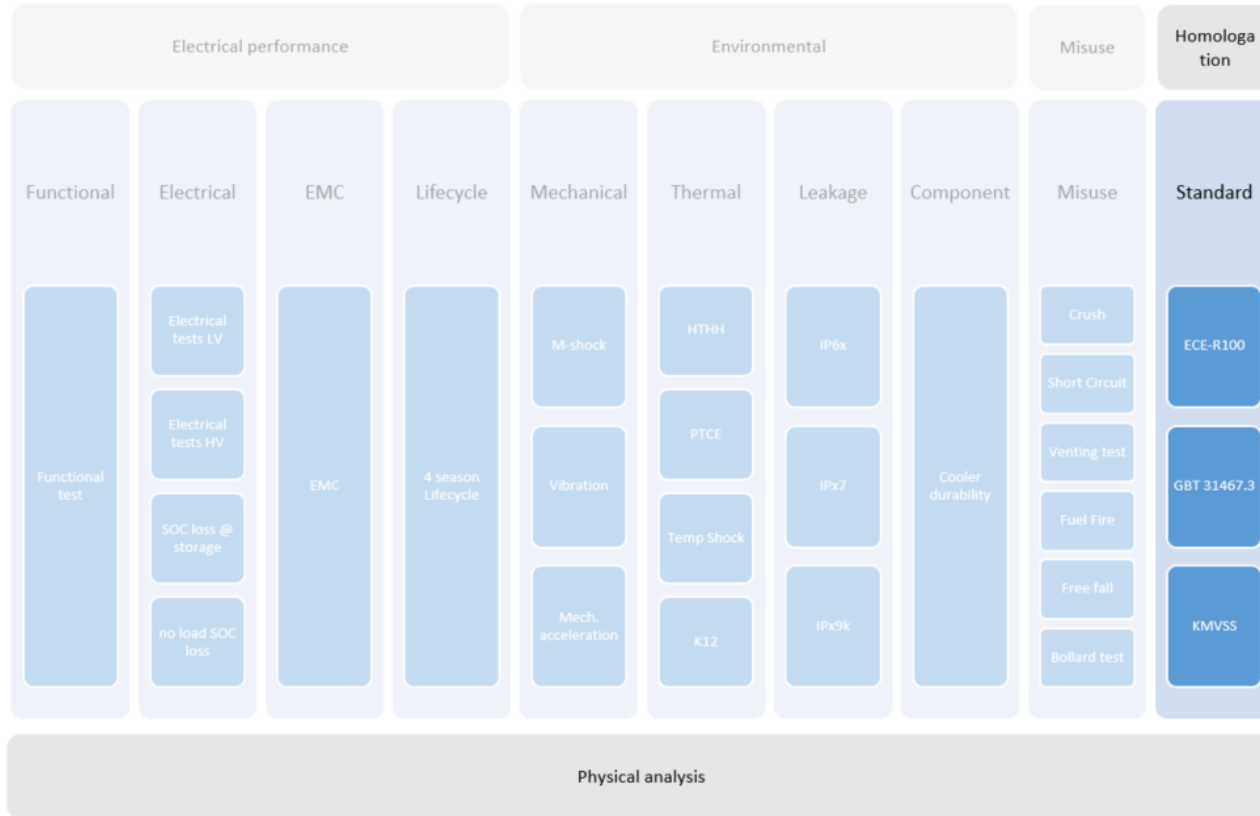 Electrical performance
Environmental
Misuse
Homologa
tion
Functional
Electrical
EMC
Lifecycle
Mechanical
Thermal
Leakage
Component
Misuse
Standard
Functional
test
Electrical
tests LV
Electrical
tests HV
SOC loss @
storage
no load SOC
loss
EMC
4 season
Lifecycle
M-shock
Vibration
Mech.
acceleration
HTHH
PTCE
Temp Shock
K12
IP6x
IPx7
IPx9k
Cooler
durability
Crush
Short Circuit
Venting test
Fuel Fire
Free fall
Bollard test
ECE-R100
GBT 31467.3
KMVSS
Physical analysis